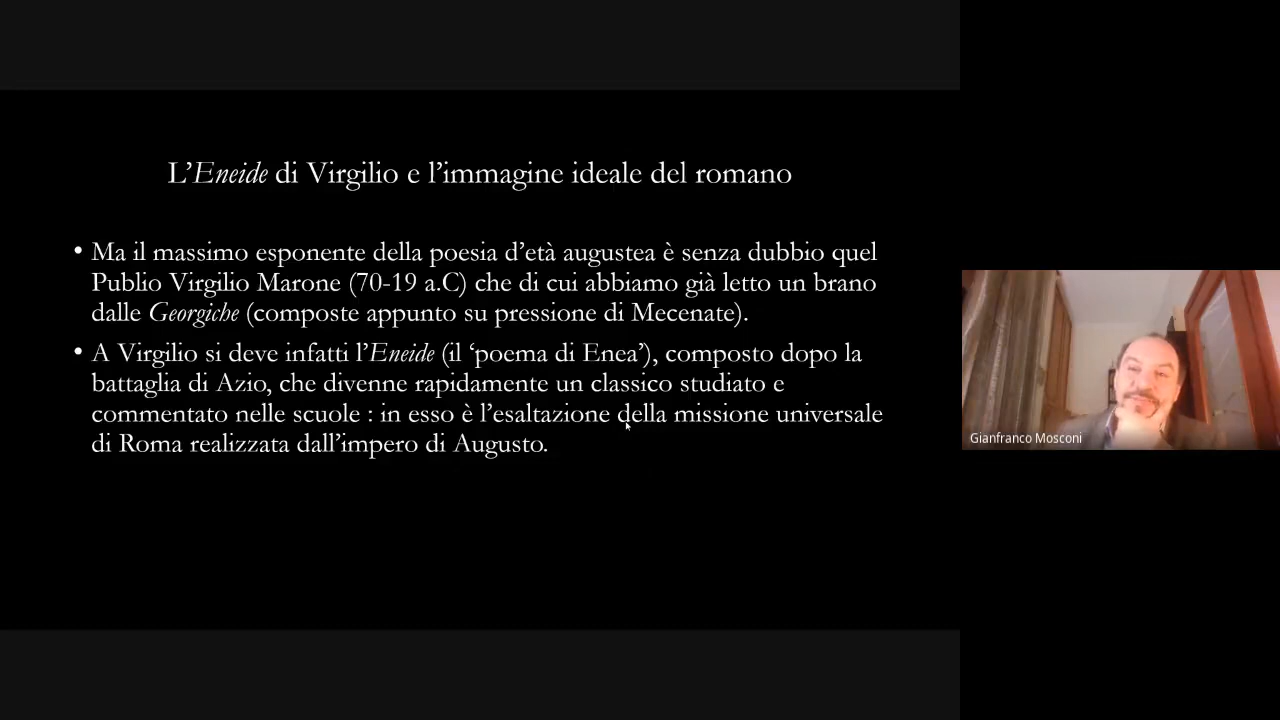 L’Eneide di Virgilio e l’immagine ideale del romano
• Ma il massimo esponente della poesia d’età augustea è senza dubbio quel
Publio Virgilio Marone (70-19 a.C) che di cui abbiamo già letto un brano
dalle Georgiche (composte appunto su pressione di Mecenate).
• A Virgilio si deve infatti l’Eneide (il ‘poema di Enea’), composto dopo la
battaglia di Azio, che divenne rapidamente un classico studiato e
commentato nelle scuole : in esso è l’esaltazione della missione universale
di Roma realizzata dall’impero di Augusto.
Gianfranco Mosconi